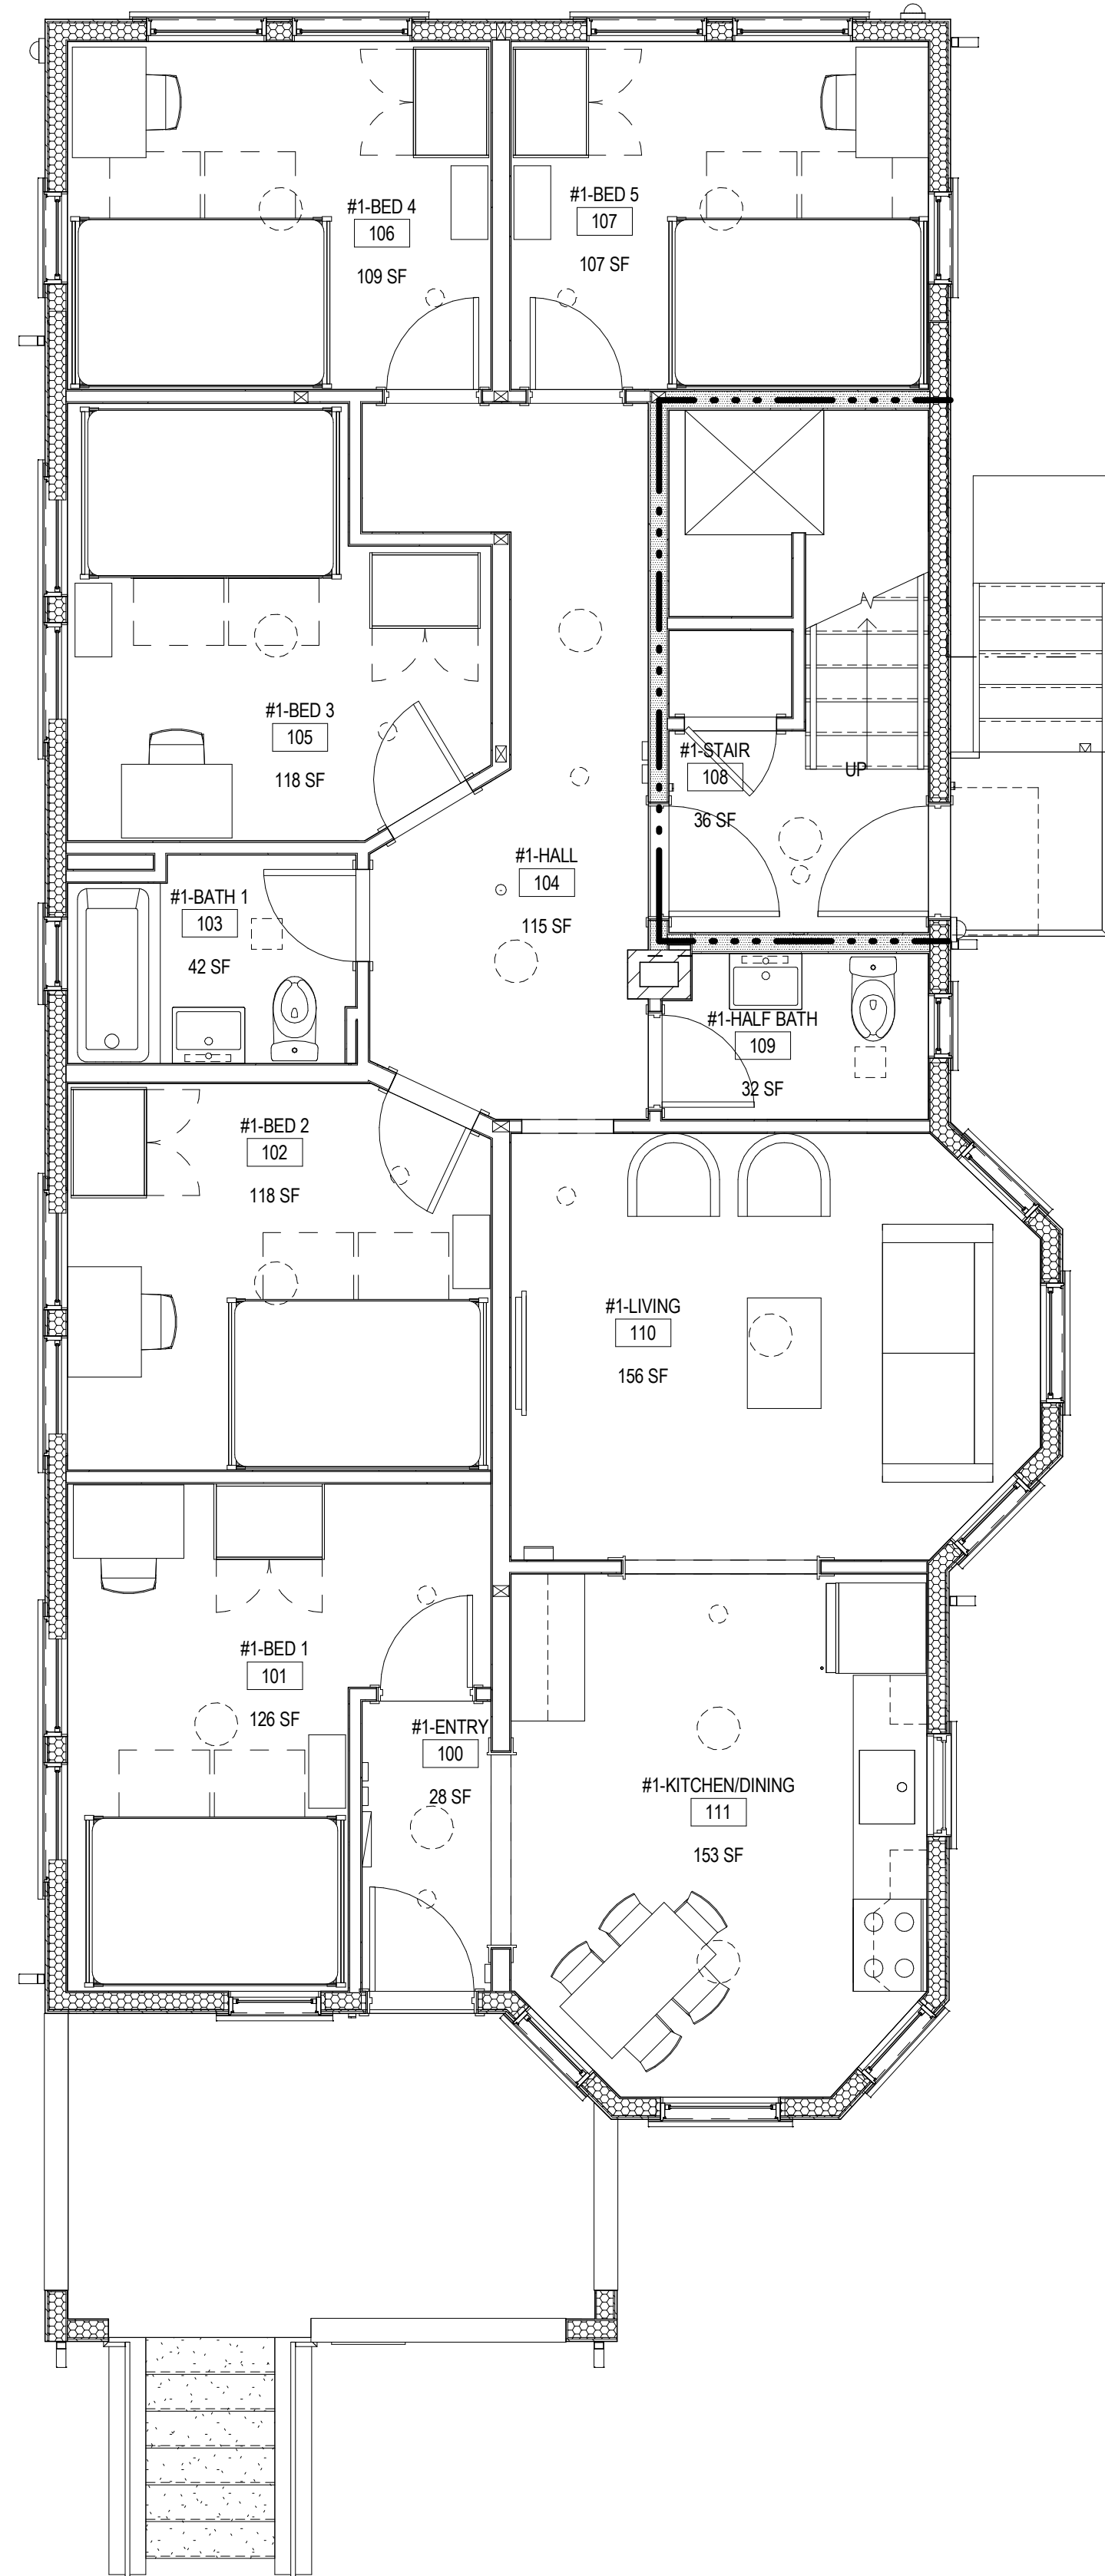 #1-BED 4
106
109 SF
#1-BED 5
107
107 SF
#1-BED 3
105
118 SF
#1-STAIR
108
36 SF
UP
#1-HALL
104
115 SF
#1-BATH 1
103
42 SF
#1-HALF BATH
109
32 SF
#1-BED 2
102
118 SF
#1-LIVING
110
156 SF
#1-BED 1
101
126 SF
#1-ENTRY
100
28 SF
#1-KITCHEN/DINING
111
153 SF